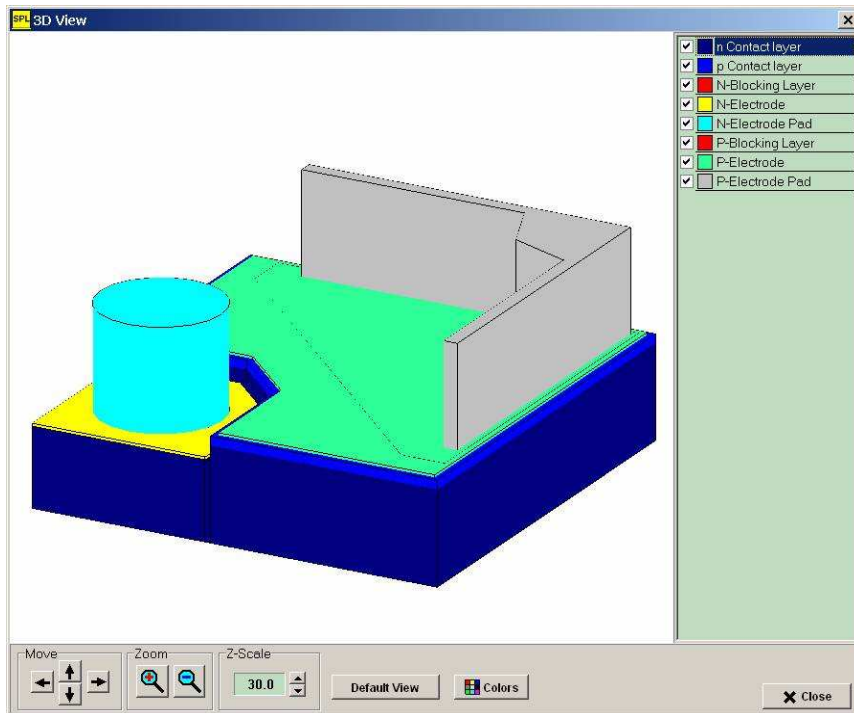 SPL 3D View
n Contact layer
p Contact layer
N-Blocking Layer
N-Electrode
N-Electrode Pad
P-Blocking Layer
P-Electrode
P-Electrode Pad
Move
Zoom
Z-Scale
30.0
Default View
Colors
Close